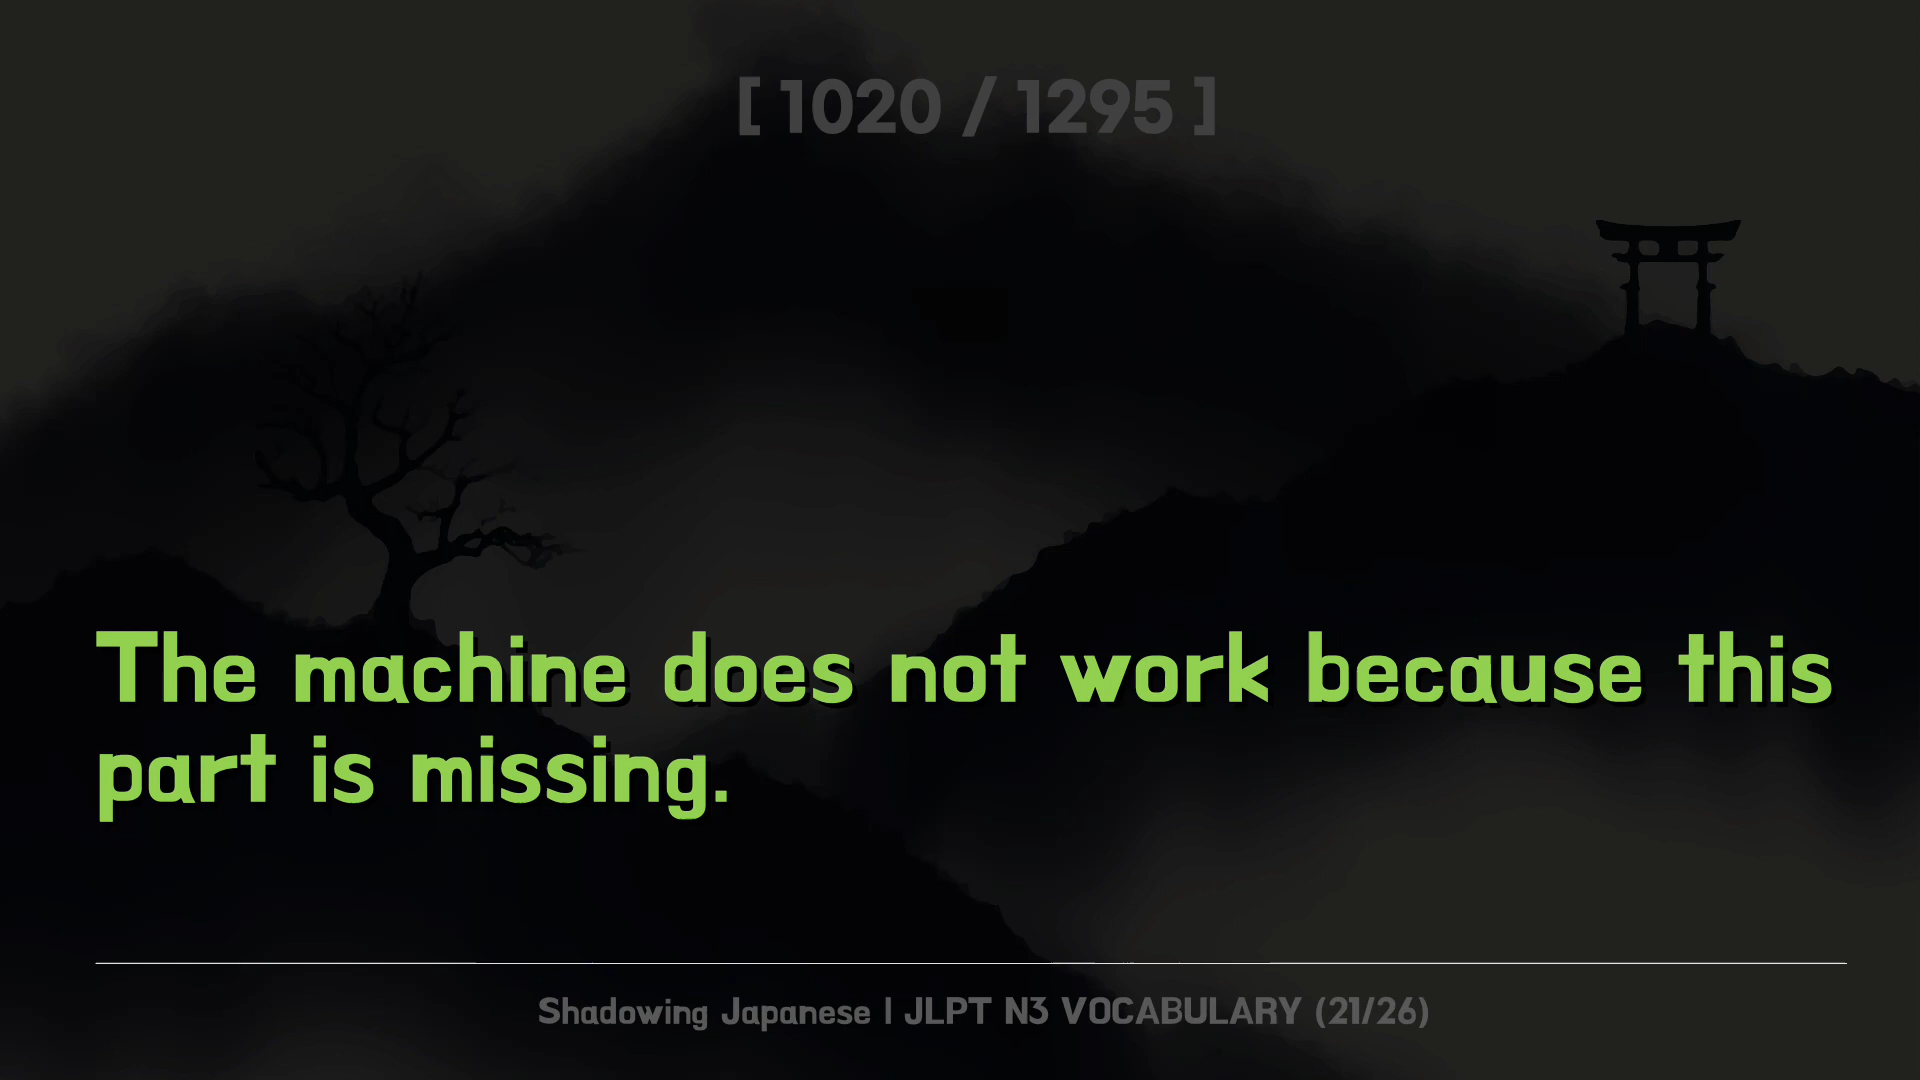 [ 1020 / 1295 ]
The machine does not work because this
part is missing.
Shadowing Japanese | JLPT N3 VOCABULARY (21/26)